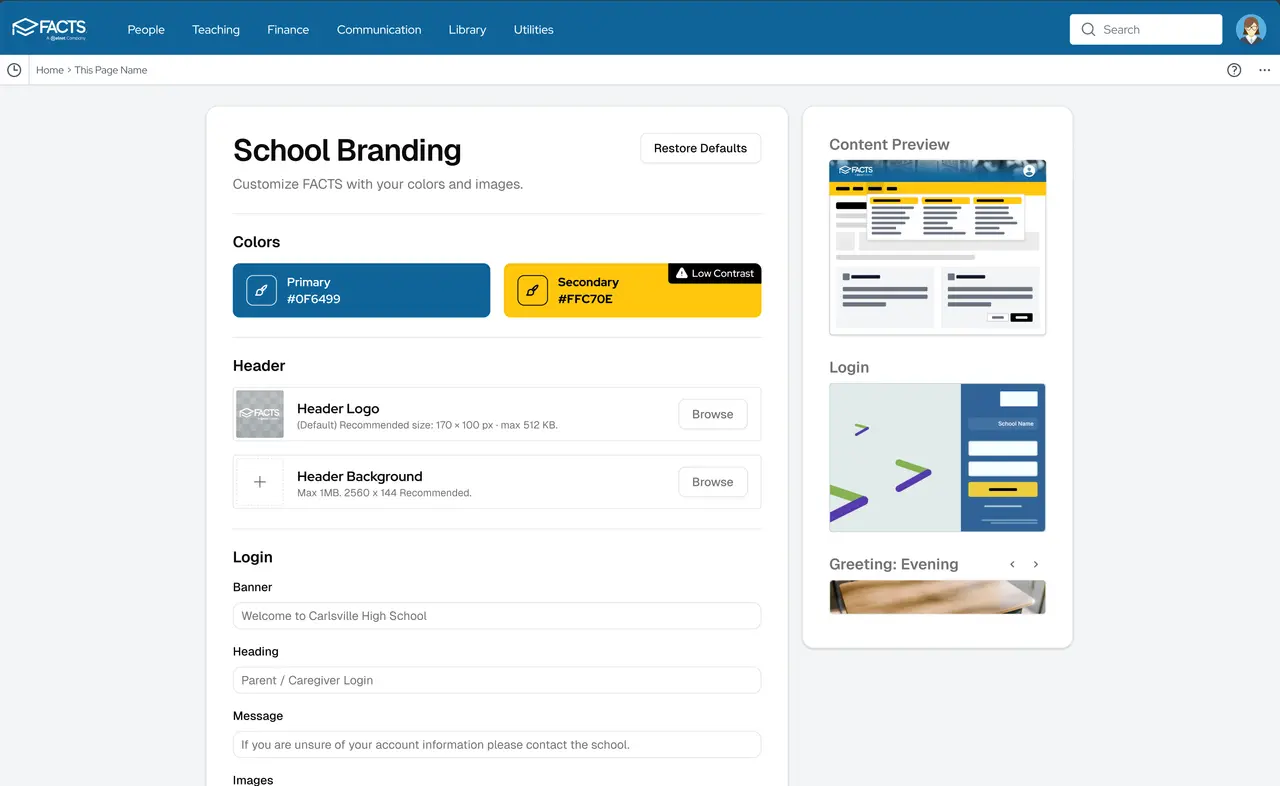 FACTS
A nelnet Company
People
Teaching
Finance
Communication
Library
Utilities
Search
Home > This Page Name
School Branding
Restore Defaults
Customize FACTS with your colors and images.
Colors
Primary
#0F6499
Secondary
#FFC70E
Low Contrast
Header
FACTS
Header Logo
(Default) Recommended size: 170 × 100 px · max 512 KB.
Browse
Header Background
Max 1MB. 2560 x 144 Recommended.
Browse
Login
Banner
Welcome to Carlsville High School
Heading
Parent / Caregiver Login
Message
If you are unsure of your account information please contact the school.
Images
Content Preview
FACTS
Login
School Name
Greeting: Evening